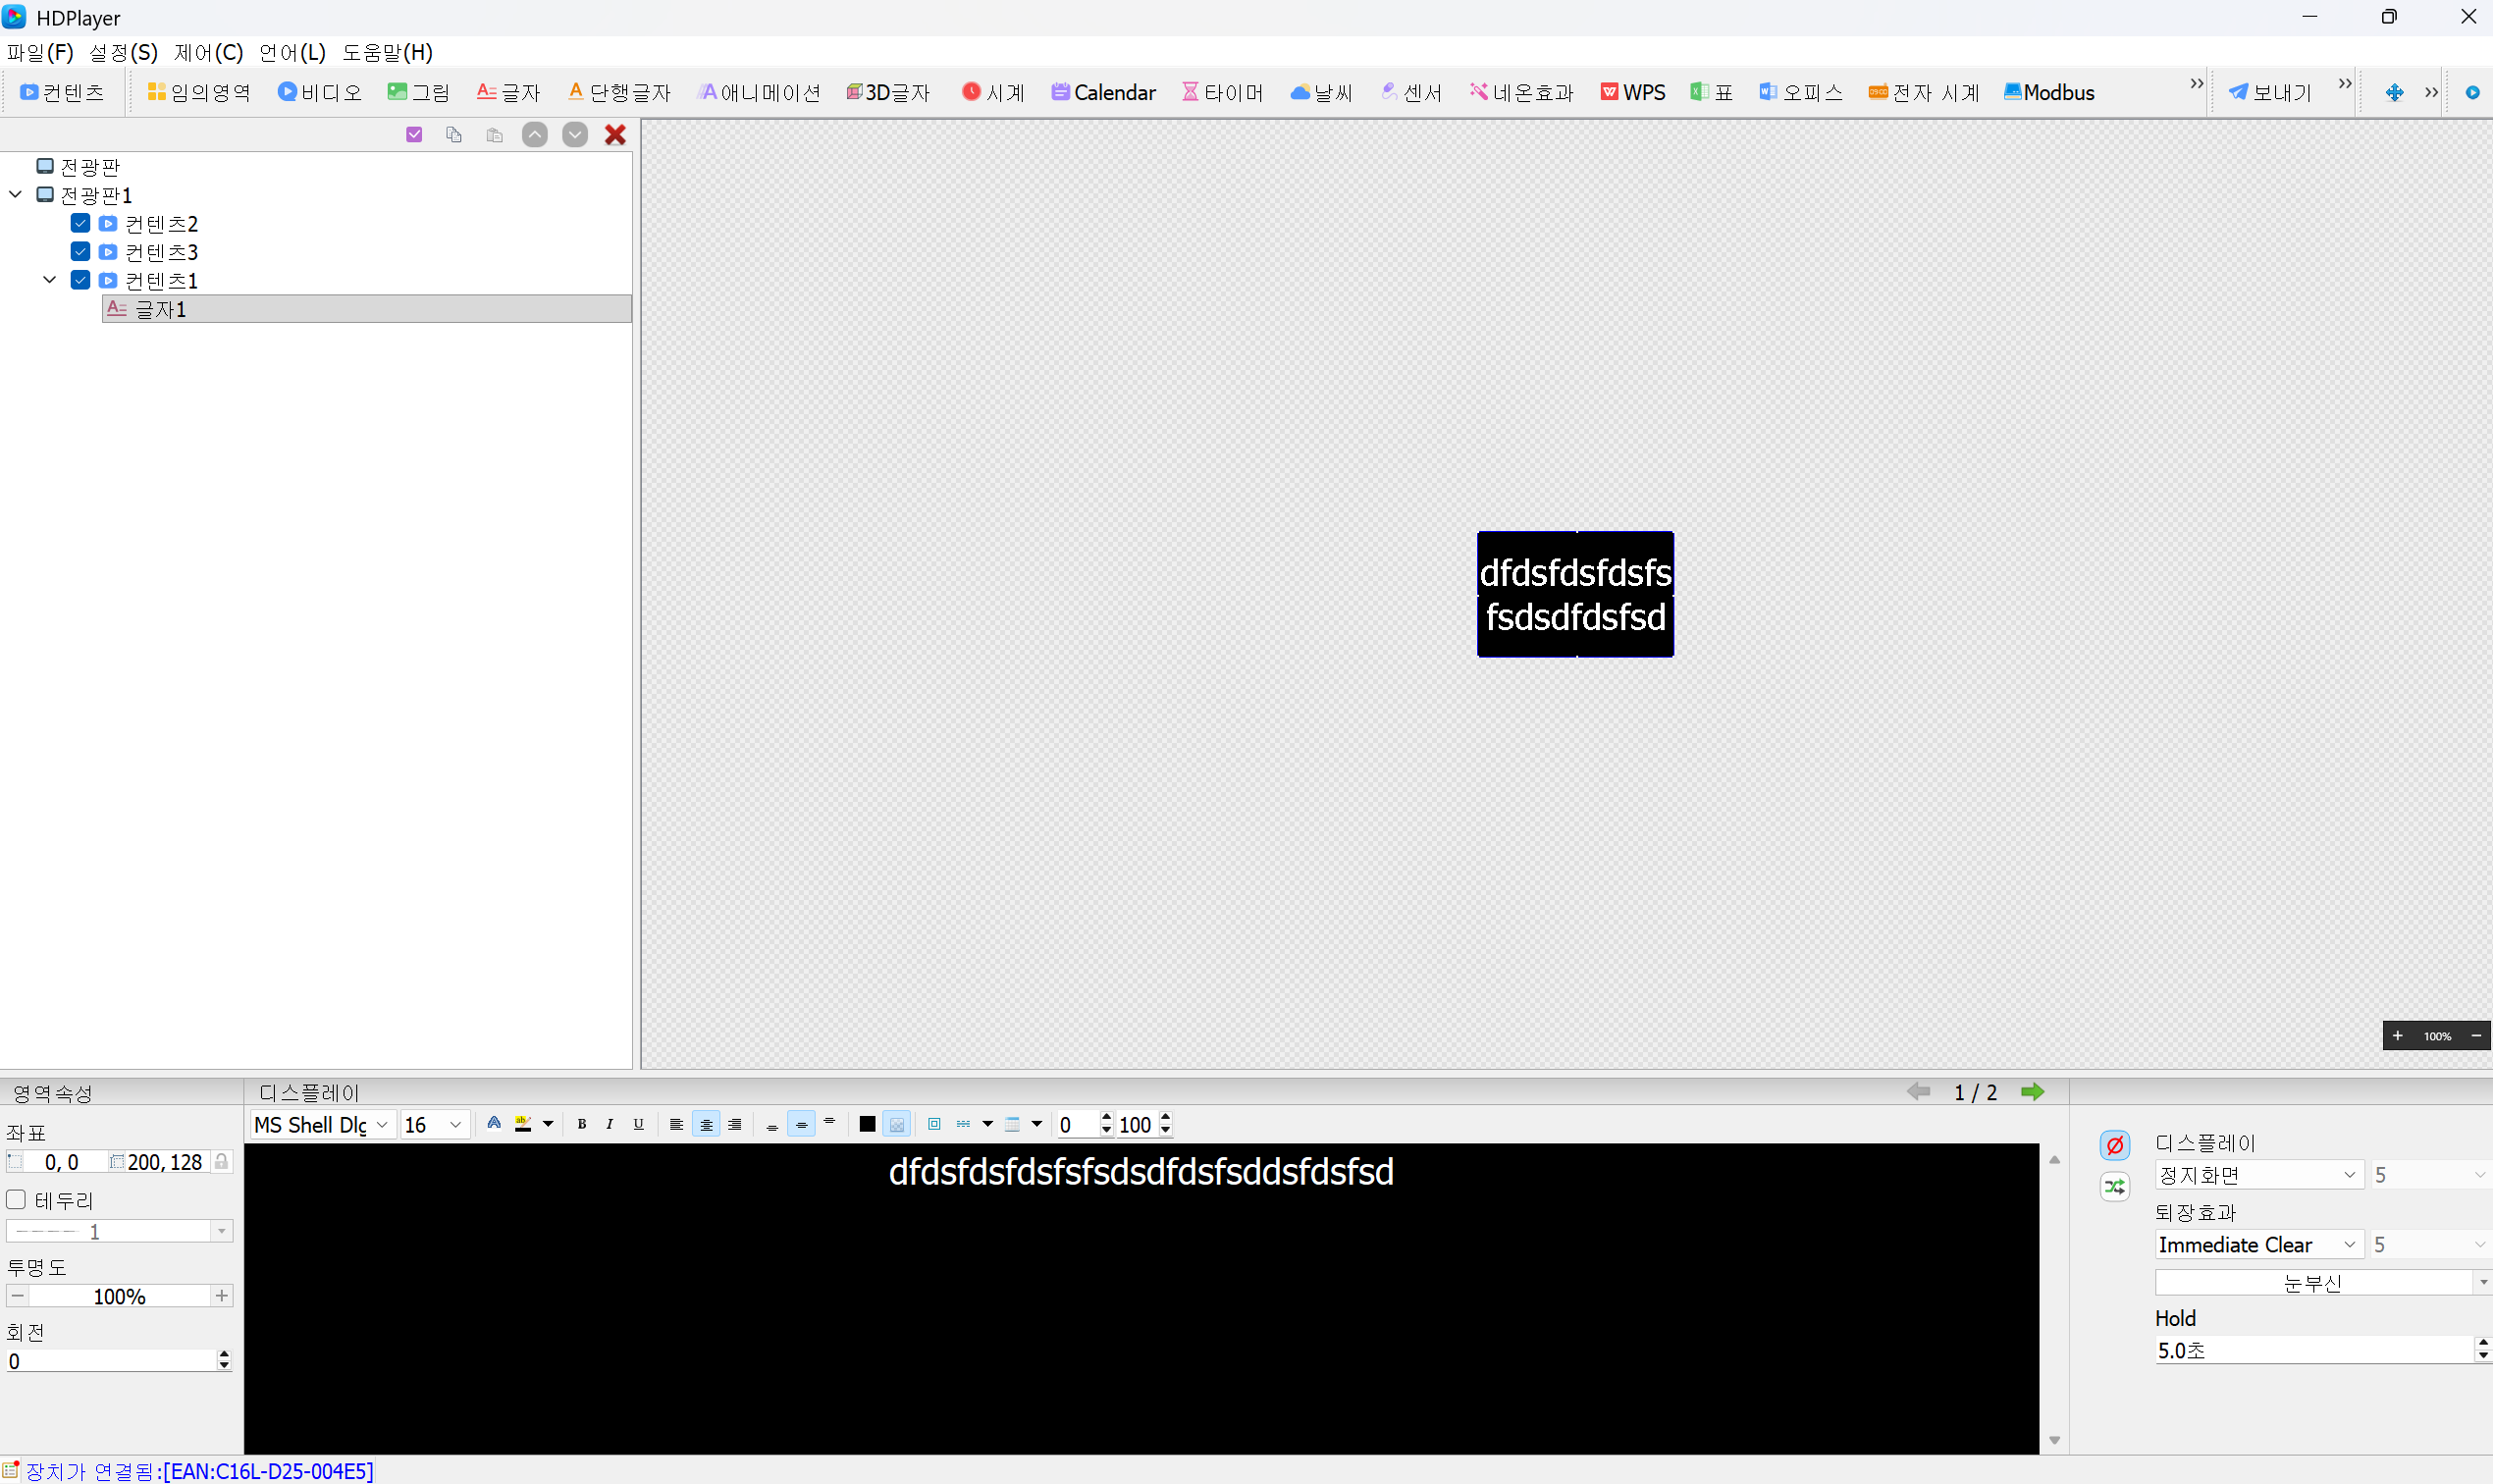 HDPlayer
파일(F) 설정(S) 제어(C) 언어(L) 도움말(H)
컨텐츠 임의영역 비디오 그림 글자 단행글자 애니메이션 3D글자 시계 Calendar 타이머 날씨 센서 네온효과 WPS 표 오피스 전자 시계 Modbus 보내기
전광판
전광판1
컨텐츠2
컨텐츠3
컨텐츠1
글자1
dfdsfdsfdsfs
fsdsdfdsfsd
+ 100% −
영역속성
좌표
0, 0 200, 128
테두리
1
투명도
− 100% +
회전
0
디스플레이 1 / 2
MS Shell Dlg 16 B I U 0 100
dfdsfdsfdsfsfsdsdfdsfsddsfdsfsd
디스플레이
정지화면 5
퇴장효과
Immediate Clear 5
눈부신
Hold
5.0초
장치가 연결됨:[EAN:C16L-D25-004E5]